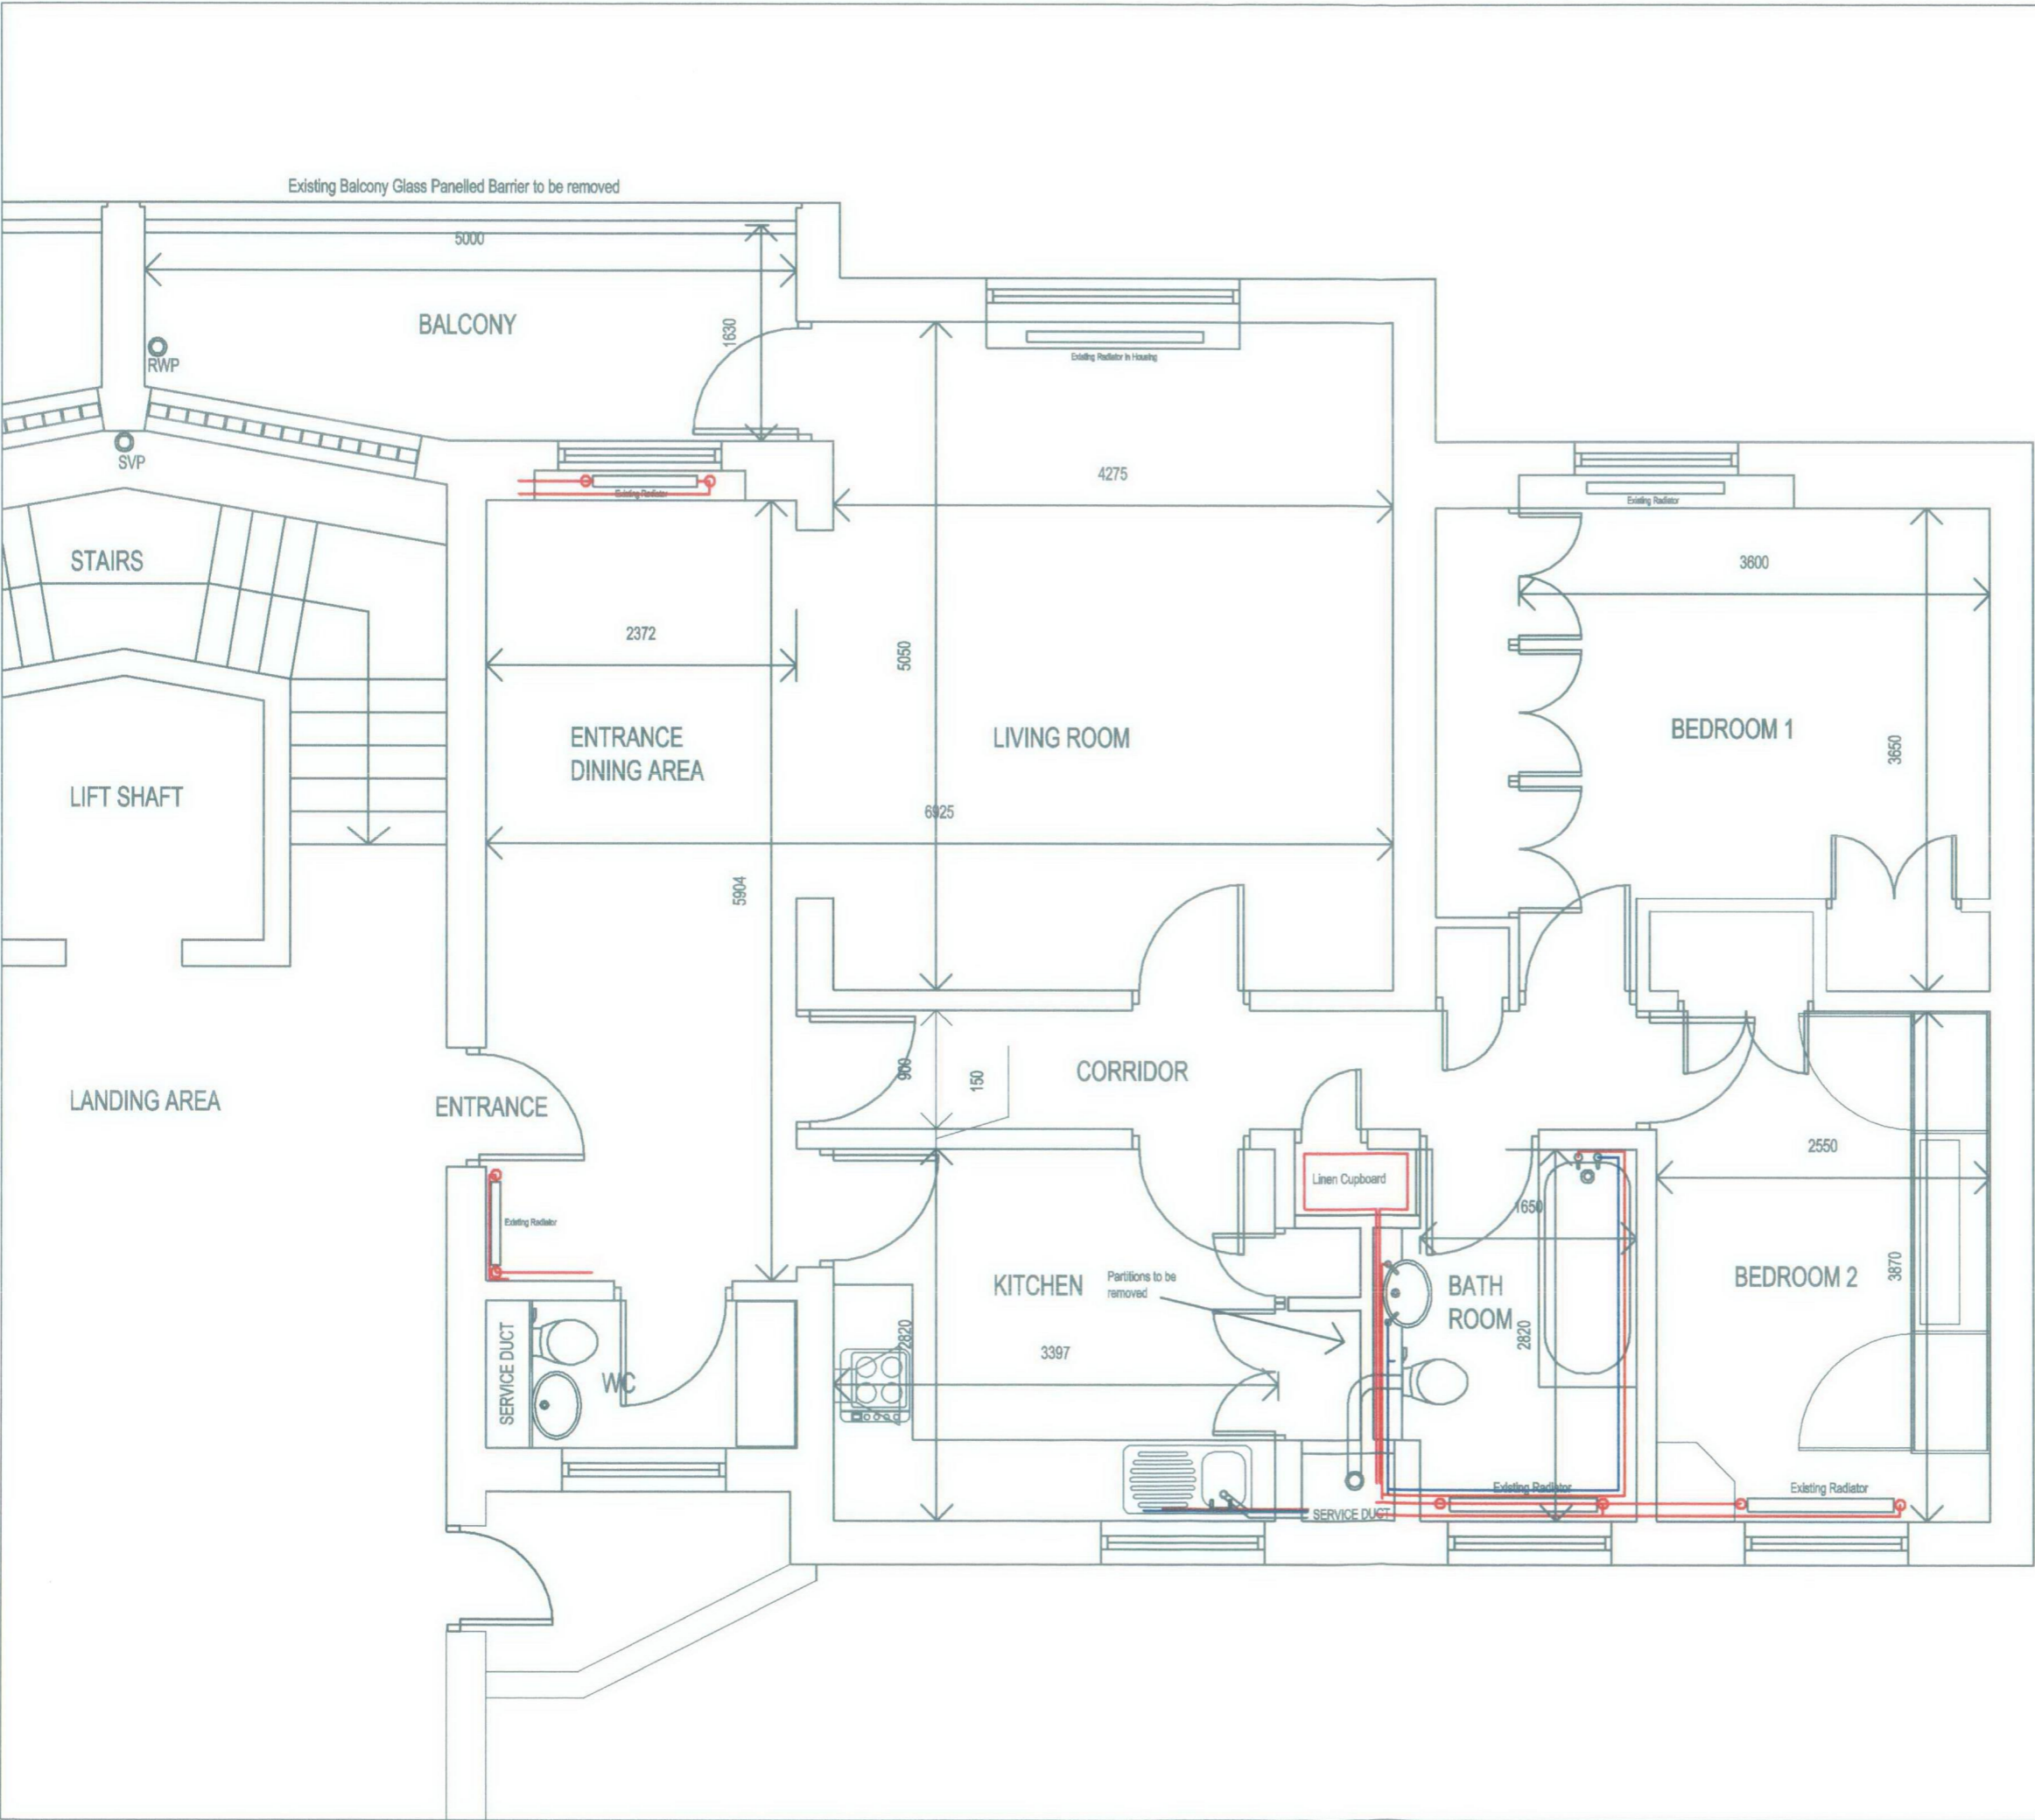 Existing Balcony Glass Panelled Barrier to be removed
5000
BALCONY
1630
RWP
SVP
Existing Radiator in Housing
Existing Radiator
Existing Radiator
4275
3600
STAIRS
2372
5050
ENTRANCE
DINING AREA
LIVING ROOM
BEDROOM 1
3650
LIFT SHAFT
6925
5904
LANDING AREA
ENTRANCE
900
150
CORRIDOR
2550
Linen Cupboard
1650
Existing Radiator
KITCHEN
Partitions to be
removed
BATH
ROOM
BEDROOM 2
3870
2820
2820
SERVICE DUCT
WC
3397
Existing Radiator
Existing Radiator
SERVICE DUCT